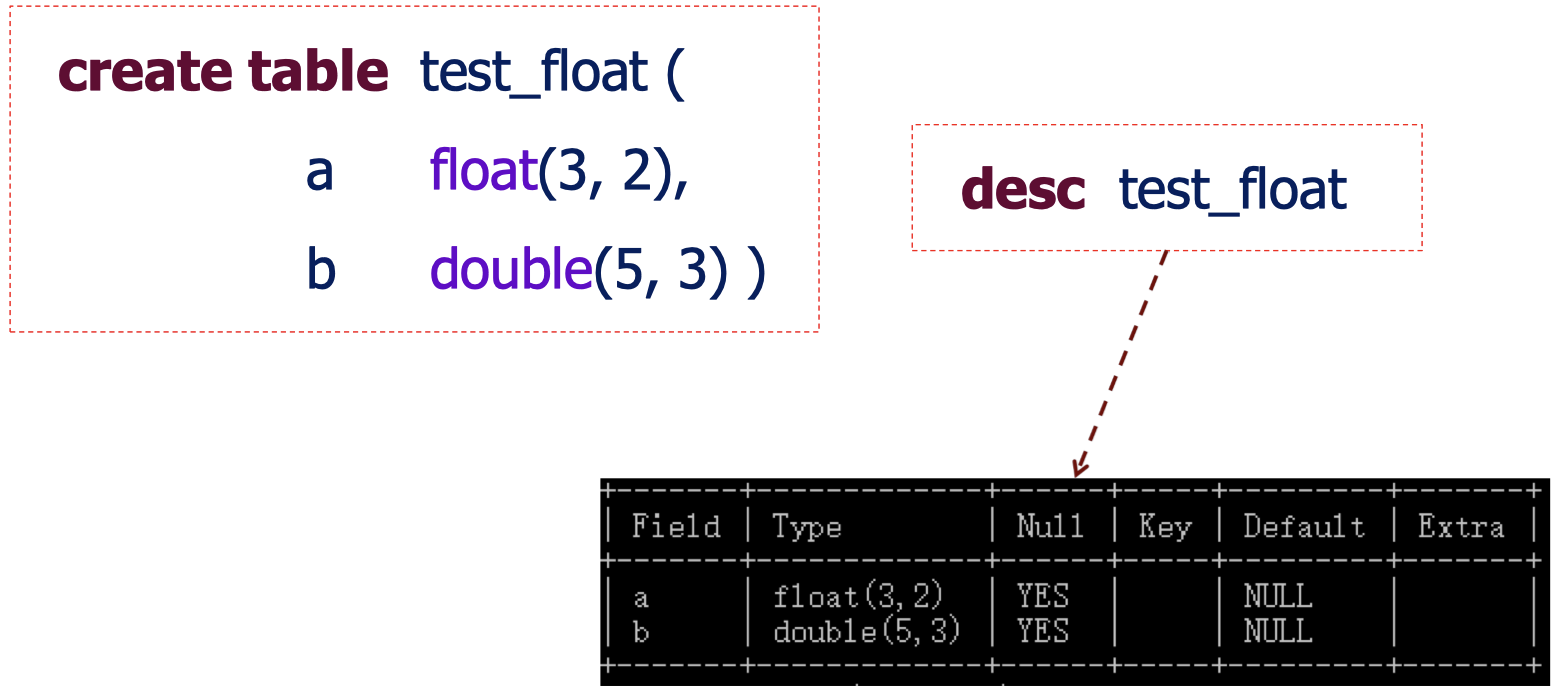 create table test_float (
a float(3, 2),
b double(5, 3) )
desc test_float
+-------+-------------+------+-----+---------+-------+
| Field | Type | Null | Key | Default | Extra |
+-------+-------------+------+-----+---------+-------+
| a | float(3,2) | YES | | NULL | |
| b | double(5,3) | YES | | NULL | |
+-------+-------------+------+-----+---------+-------+